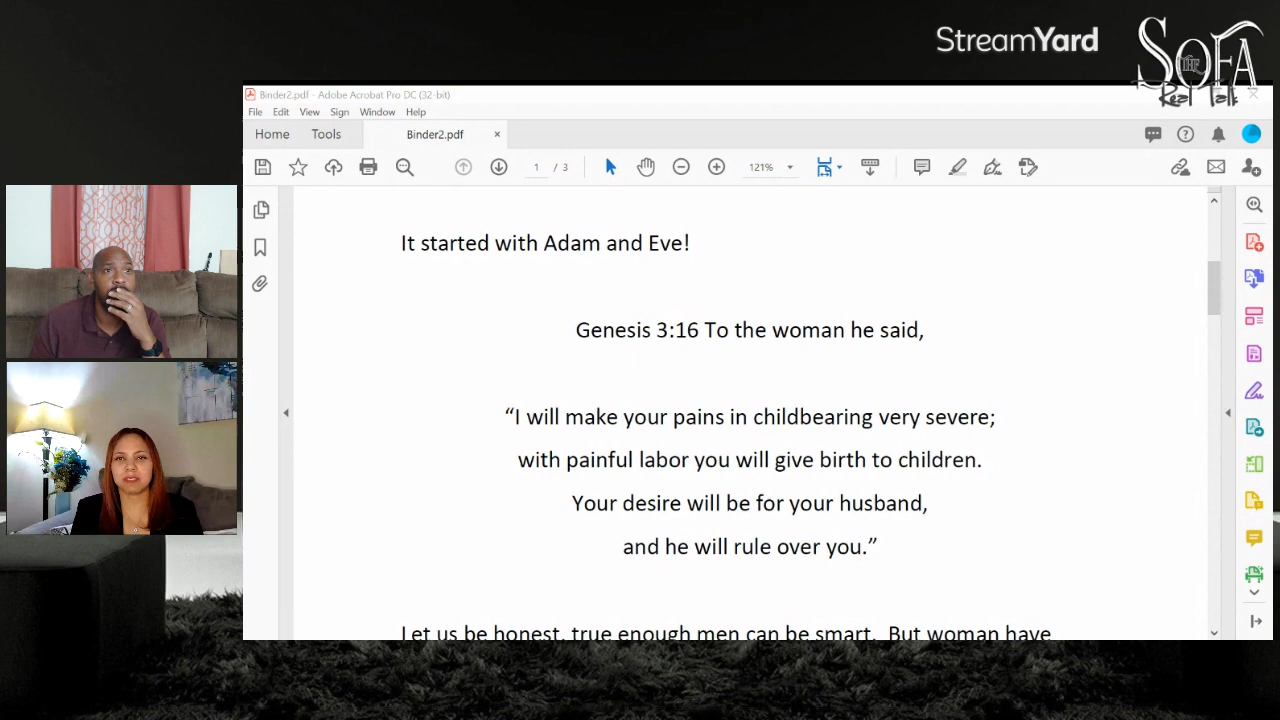 StreamYard
THE SOFA
Real Talk
Binder2.pdf - Adobe Acrobat Pro DC (32-bit)
File Edit View Sign Window Help
Home Tools Binder2.pdf ×
1 / 3 121%
It started with Adam and Eve!
Genesis 3:16 To the woman he said,
“I will make your pains in childbearing very severe;
with painful labor you will give birth to children.
Your desire will be for your husband,
and he will rule over you.”
Let us be honest, true enough men can be smart. But woman have